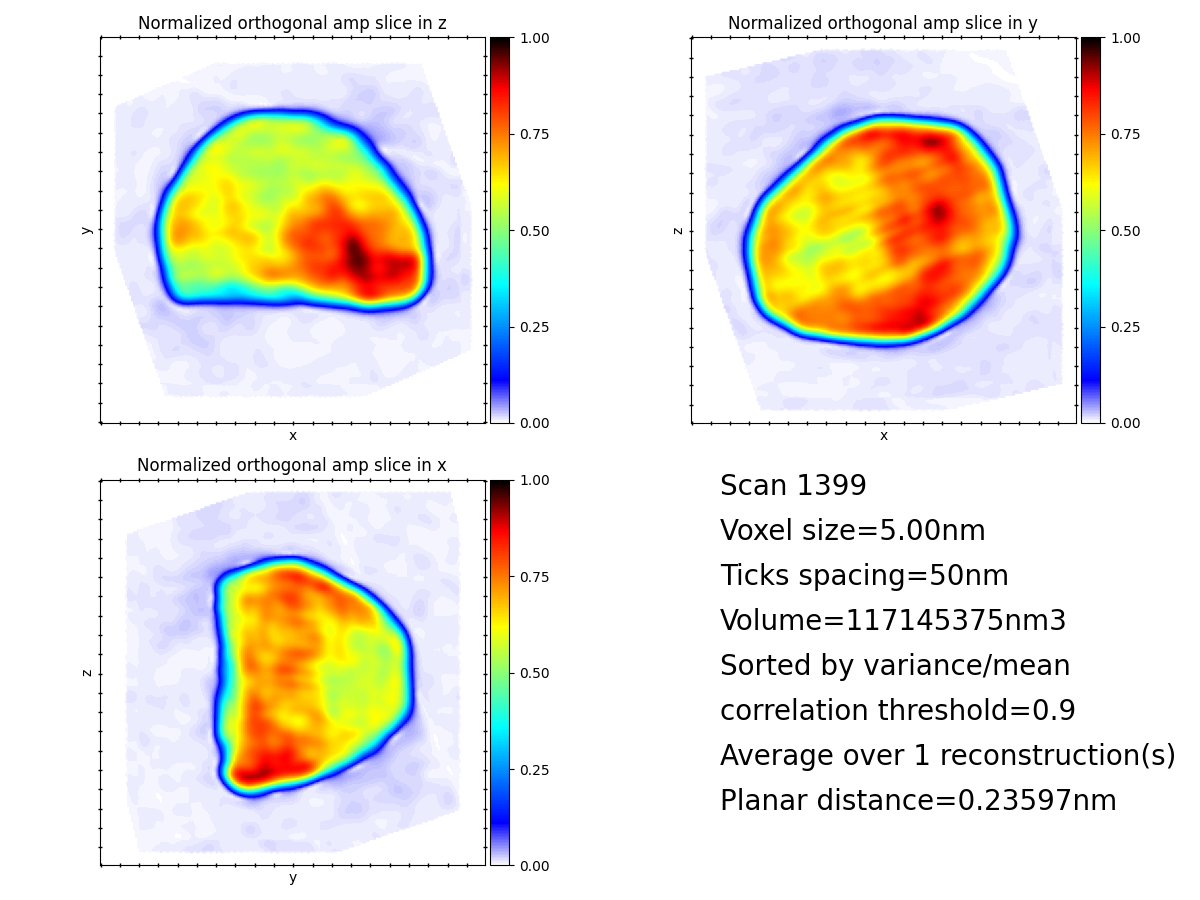 Normalized orthogonal amp slice in z
1.00
0.75
0.50
0.25
0.00
y
x
Normalized orthogonal amp slice in y
1.00
0.75
0.50
0.25
0.00
z
x
Normalized orthogonal amp slice in x
1.00
0.75
0.50
0.25
0.00
z
y
Scan 1399
Voxel size=5.00nm
Ticks spacing=50nm
Volume=117145375nm3
Sorted by variance/mean
correlation threshold=0.9
Average over 1 reconstruction(s)
Planar distance=0.23597nm